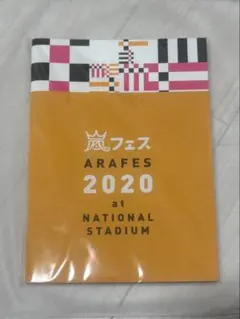 嵐フェス
ARAFES
2020
at
NATIONAL
STADIUM